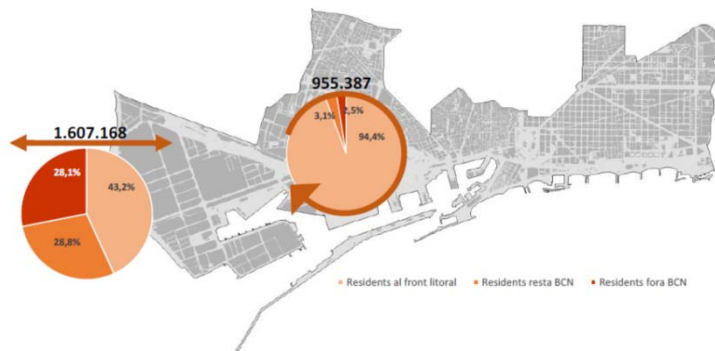 955.387
3,1%
2,5%
94,4%
1.607.168
28,1%
43,2%
28,8%
Residents al front litoral
Residents resta BCN
Residents fora BCN